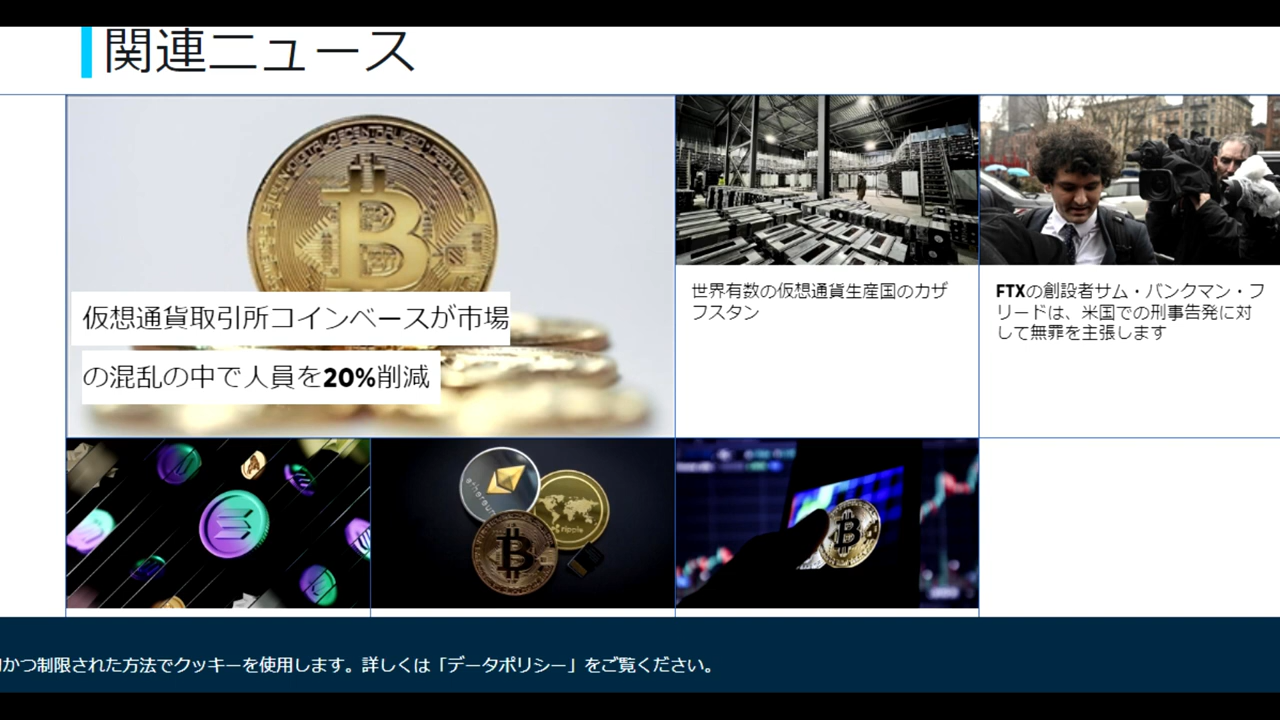 関連ニュース
仮想通貨取引所コインベースが市場
の混乱の中で人員を20%削減
世界有数の仮想通貨生産国のカザ
フスタン
FTXの創設者サム・バンクマン・フ
リードは、米国での刑事告発に対
して無罪を主張します
ethereum
ripple
かつ制限された方法でクッキーを使用します。詳しくは「データポリシー」をご覧ください。